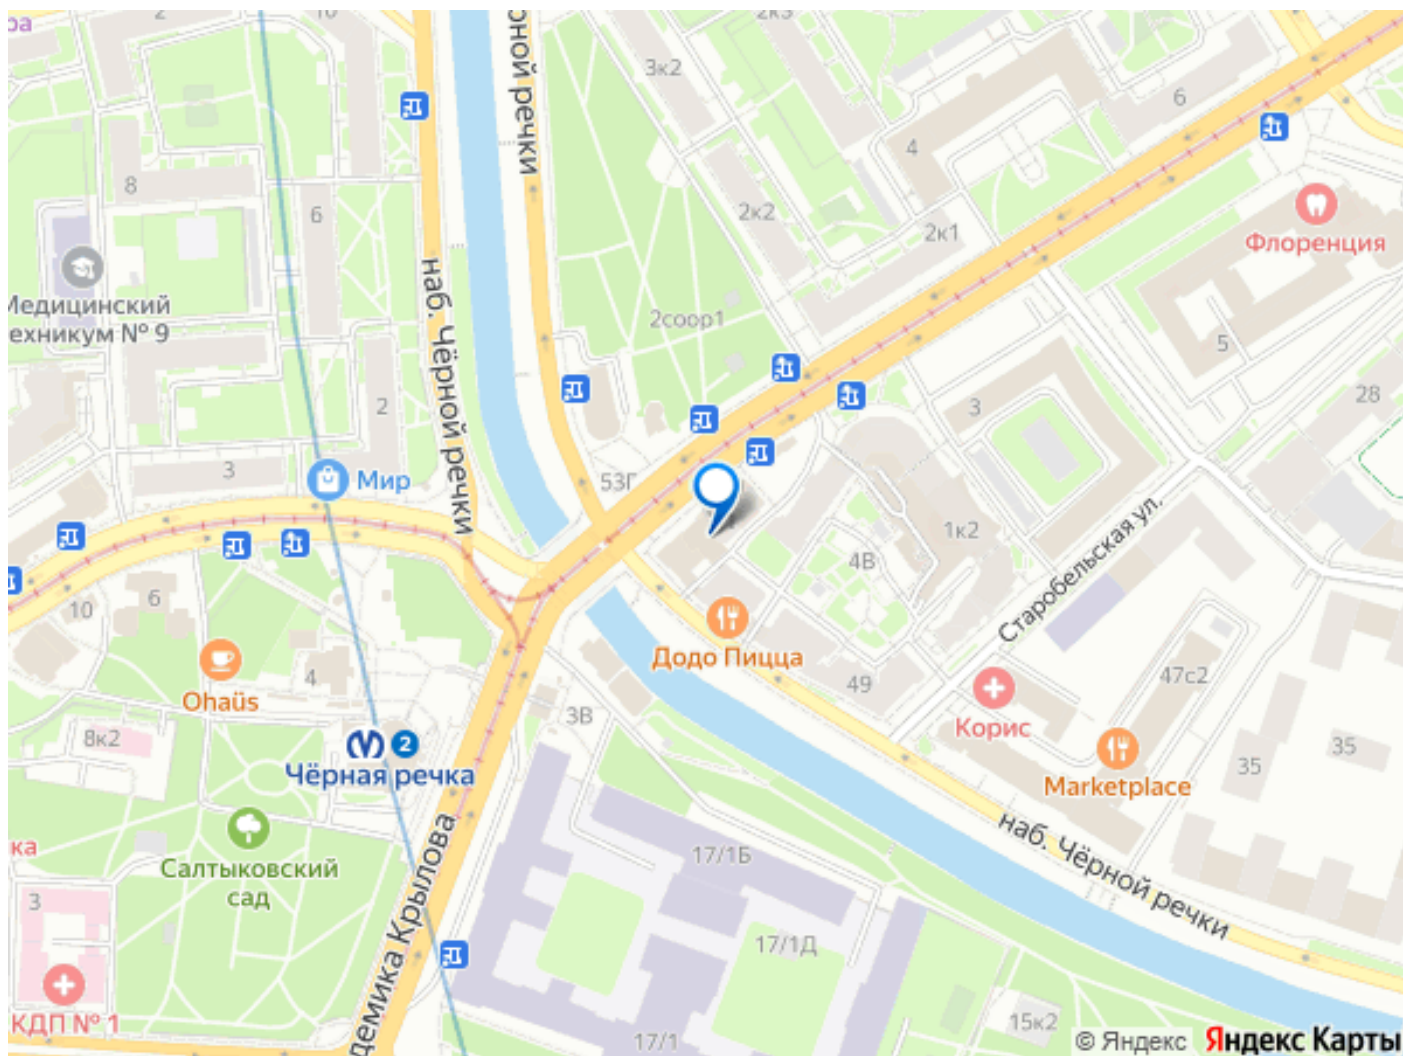 ра
2
10
2к3
рной речки
3к2
6
4
8
6
2к2
2к1
Флоренция
Медицинский
ехникум № 9
наб. Чёрной речки
2соор1
5
2
3
28
3
Мир
53Г
1к2
4В
Старобельская ул.
10
6
Додо Пицца
Ohaüs
4
49
47с2
3В
Корис
8к2
2
Чёрная речка
35
35
Marketplace
ка
Салтыковский
сад
17/1Б
наб. Чёрной речки
3
демика Крылова
17/1Д
КДП № 1
15к2
17/1
© Яндекс Яндекс Карты